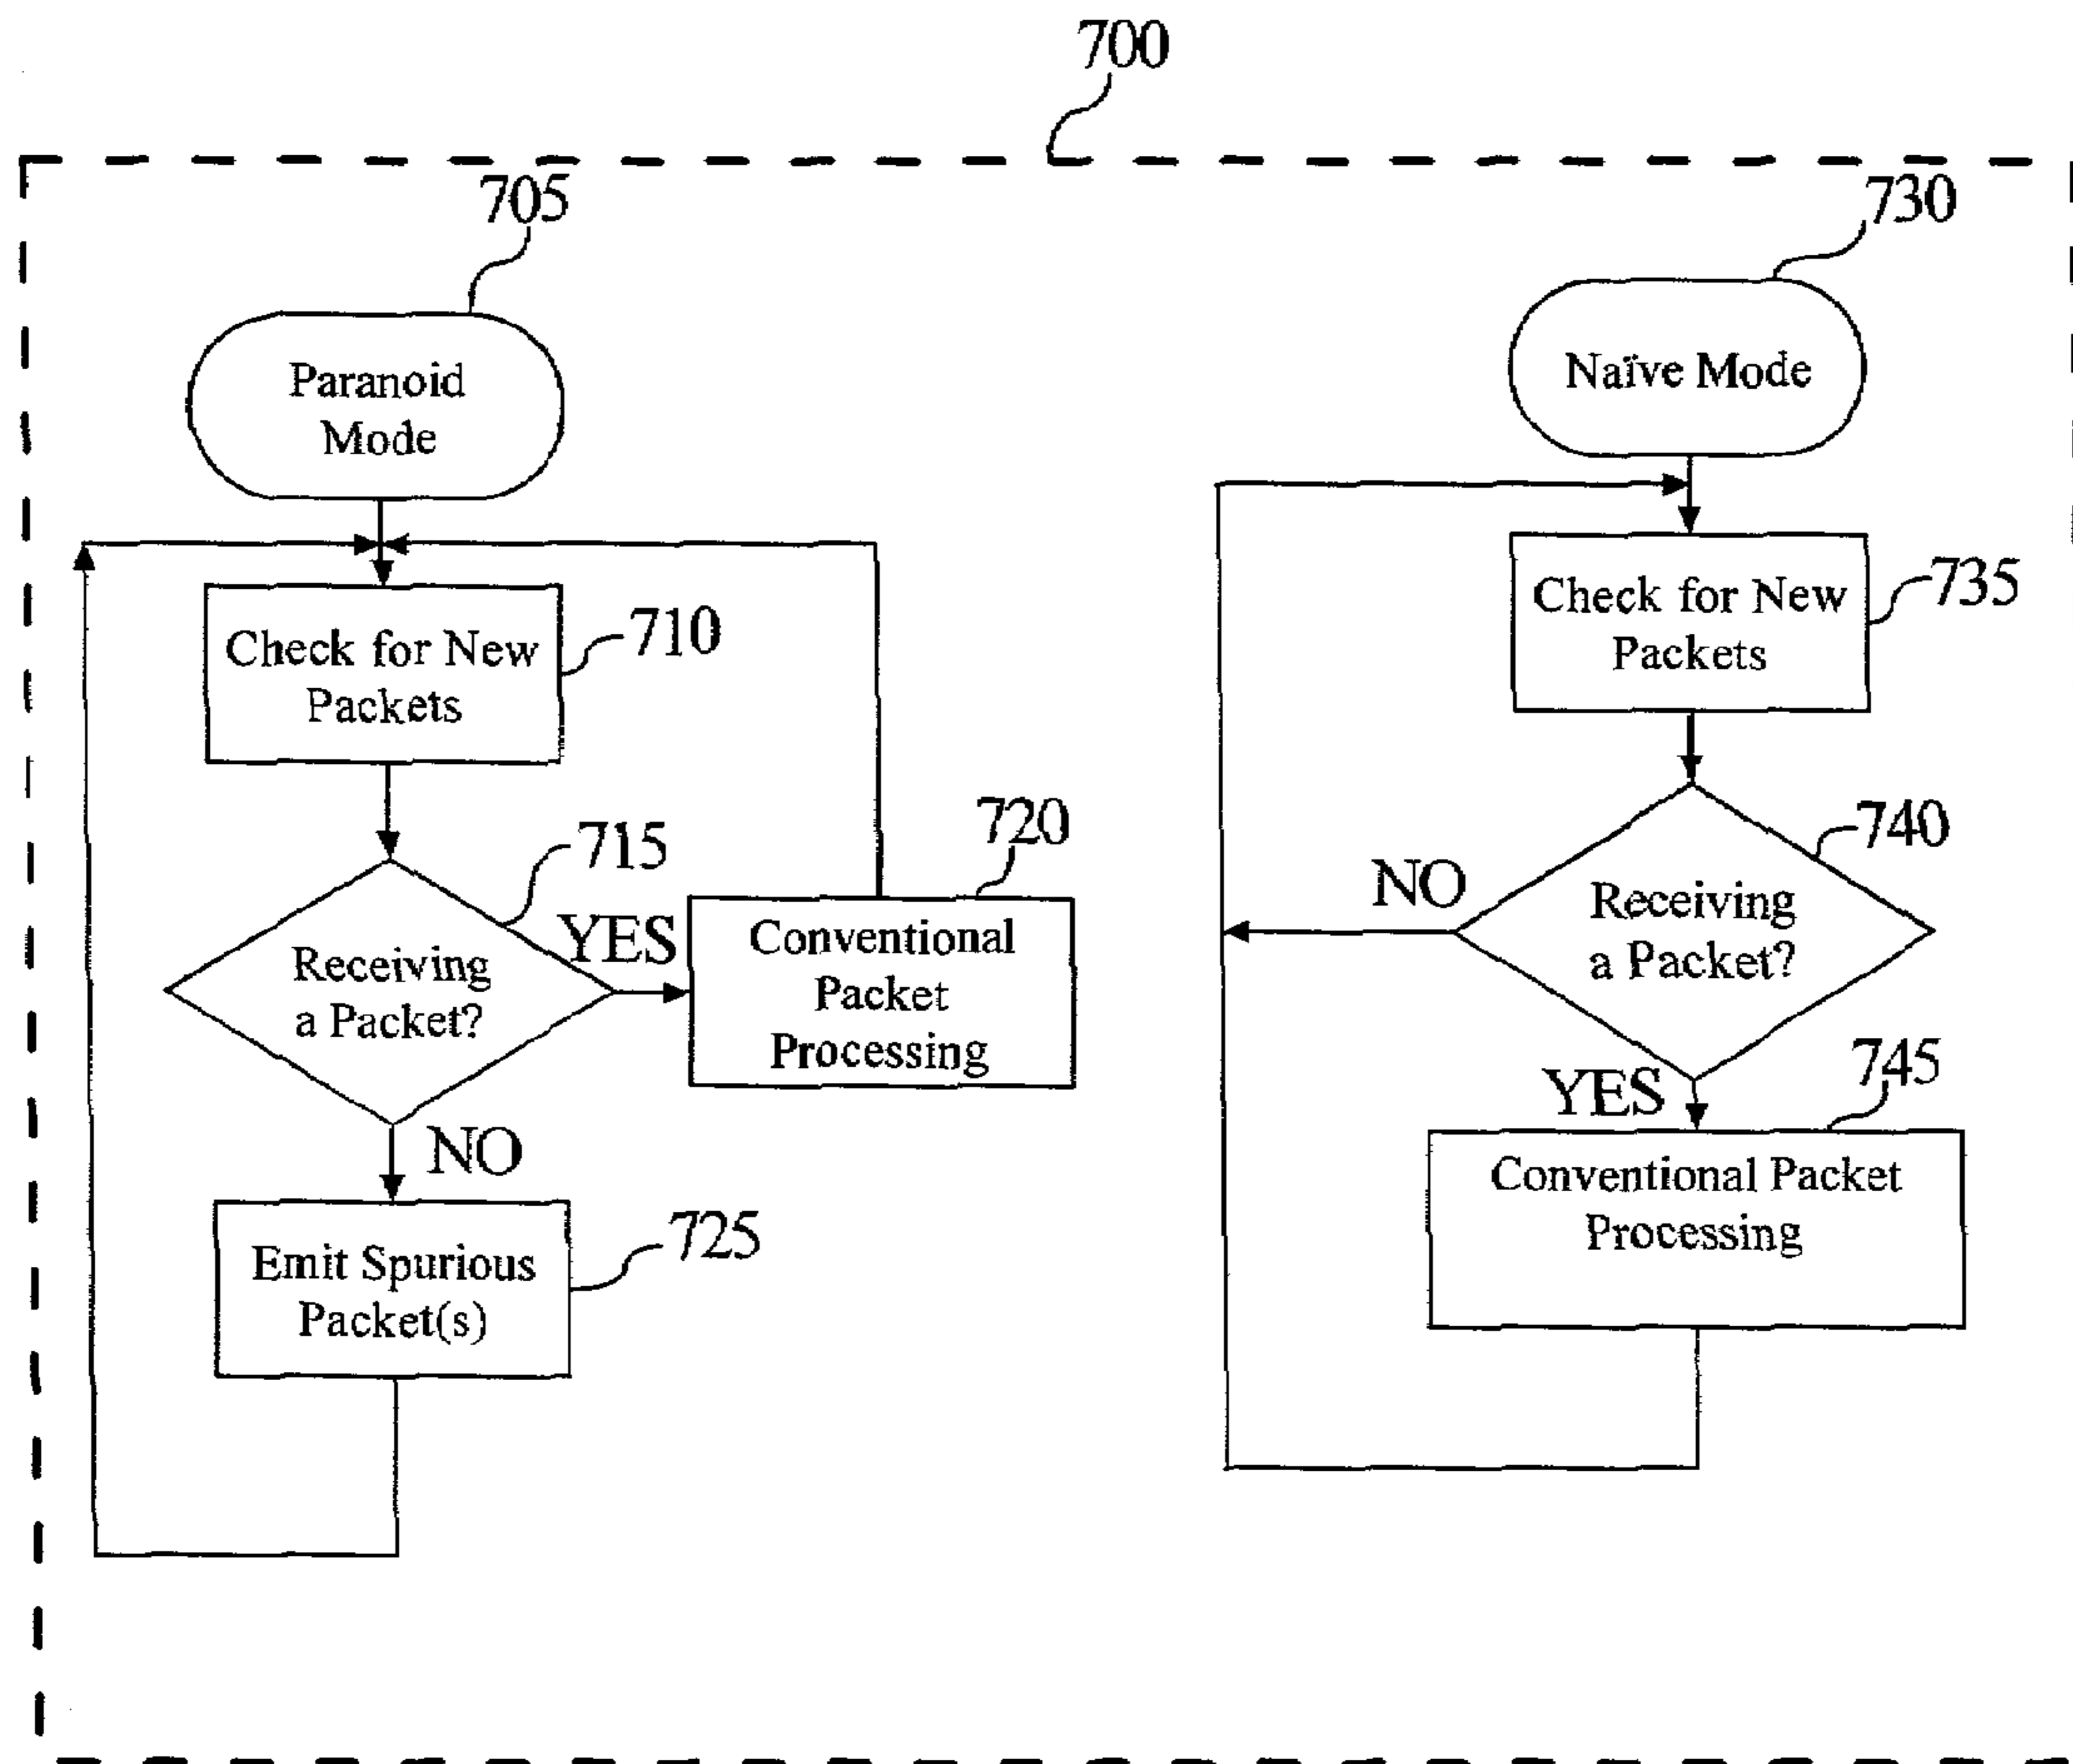 700
705
Paranoid
Mode
Check for New
Packets
710
715
Receiving
a Packet?
YES
720
Conventional
Packet
Processing
NO
Emit Spurious
Packet(s)
725
730
Naïve Mode
Check for New
Packets
735
740
NO
Receiving
a Packet?
YES
745
Conventional Packet
Processing